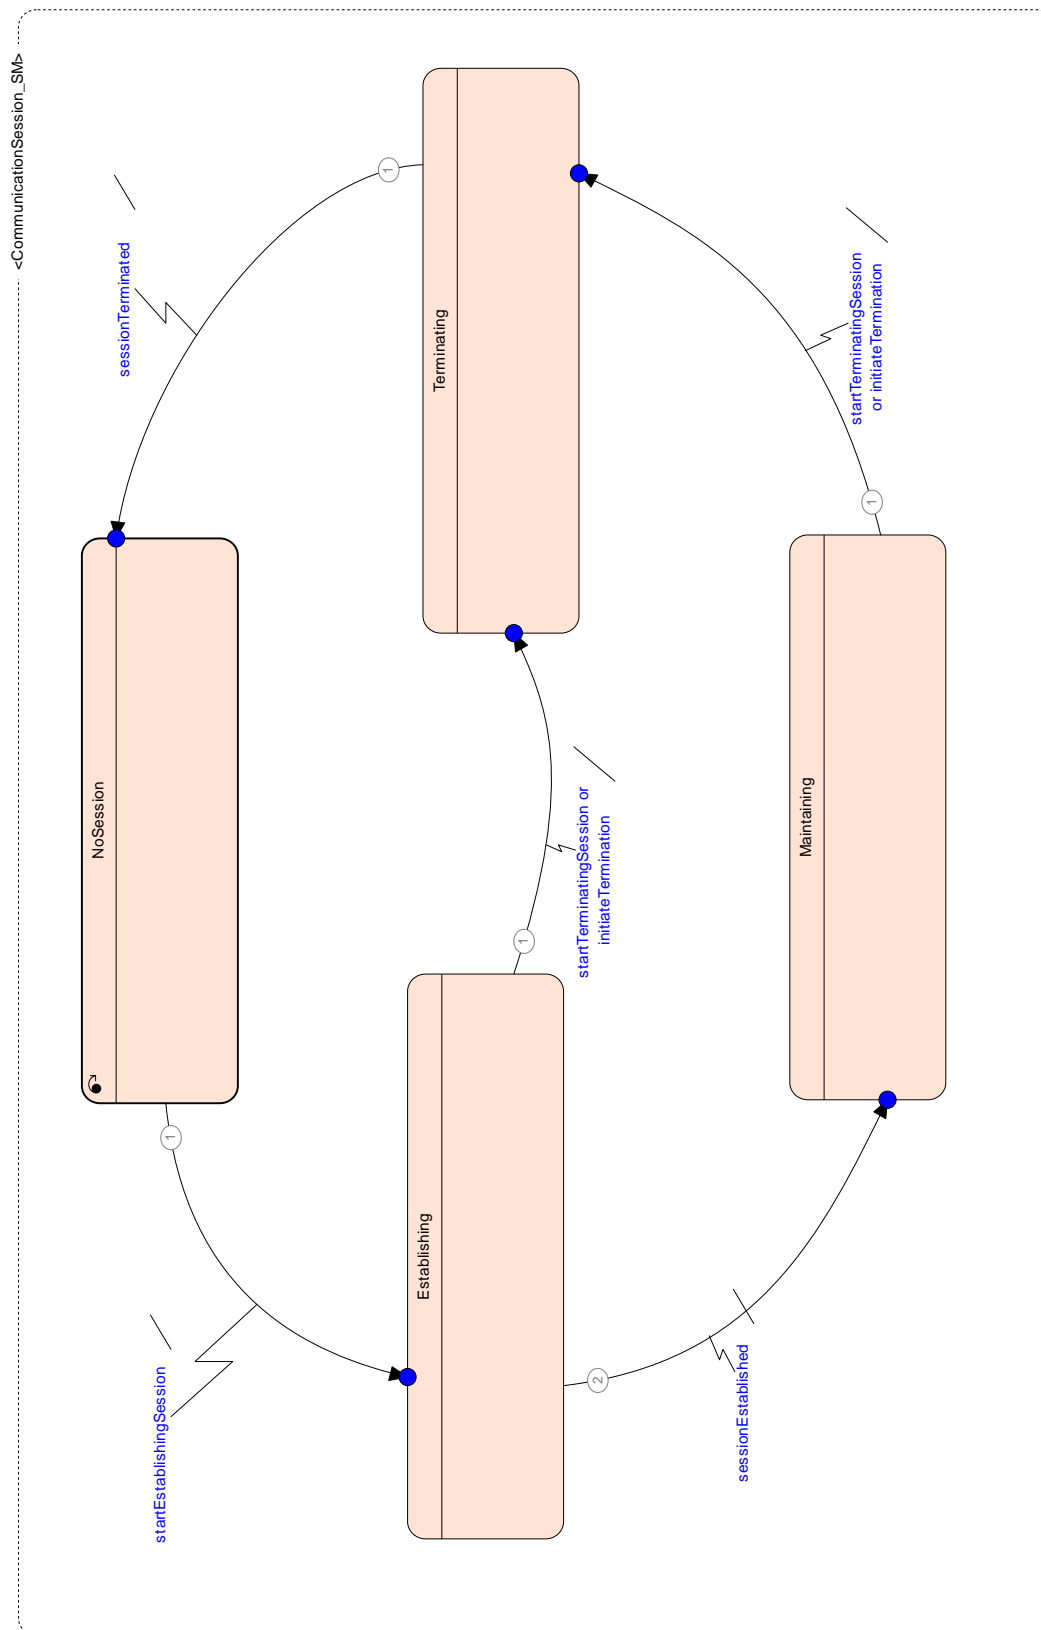 <CommunicationSession_SM>
NoSession
1
startEstablishingSession
sessionTerminated
1
Establishing
1
startTerminatingSession or
initiateTermination
Terminating
2
sessionEstablished
Maintaining
1
startTerminatingSession
or initiateTermination